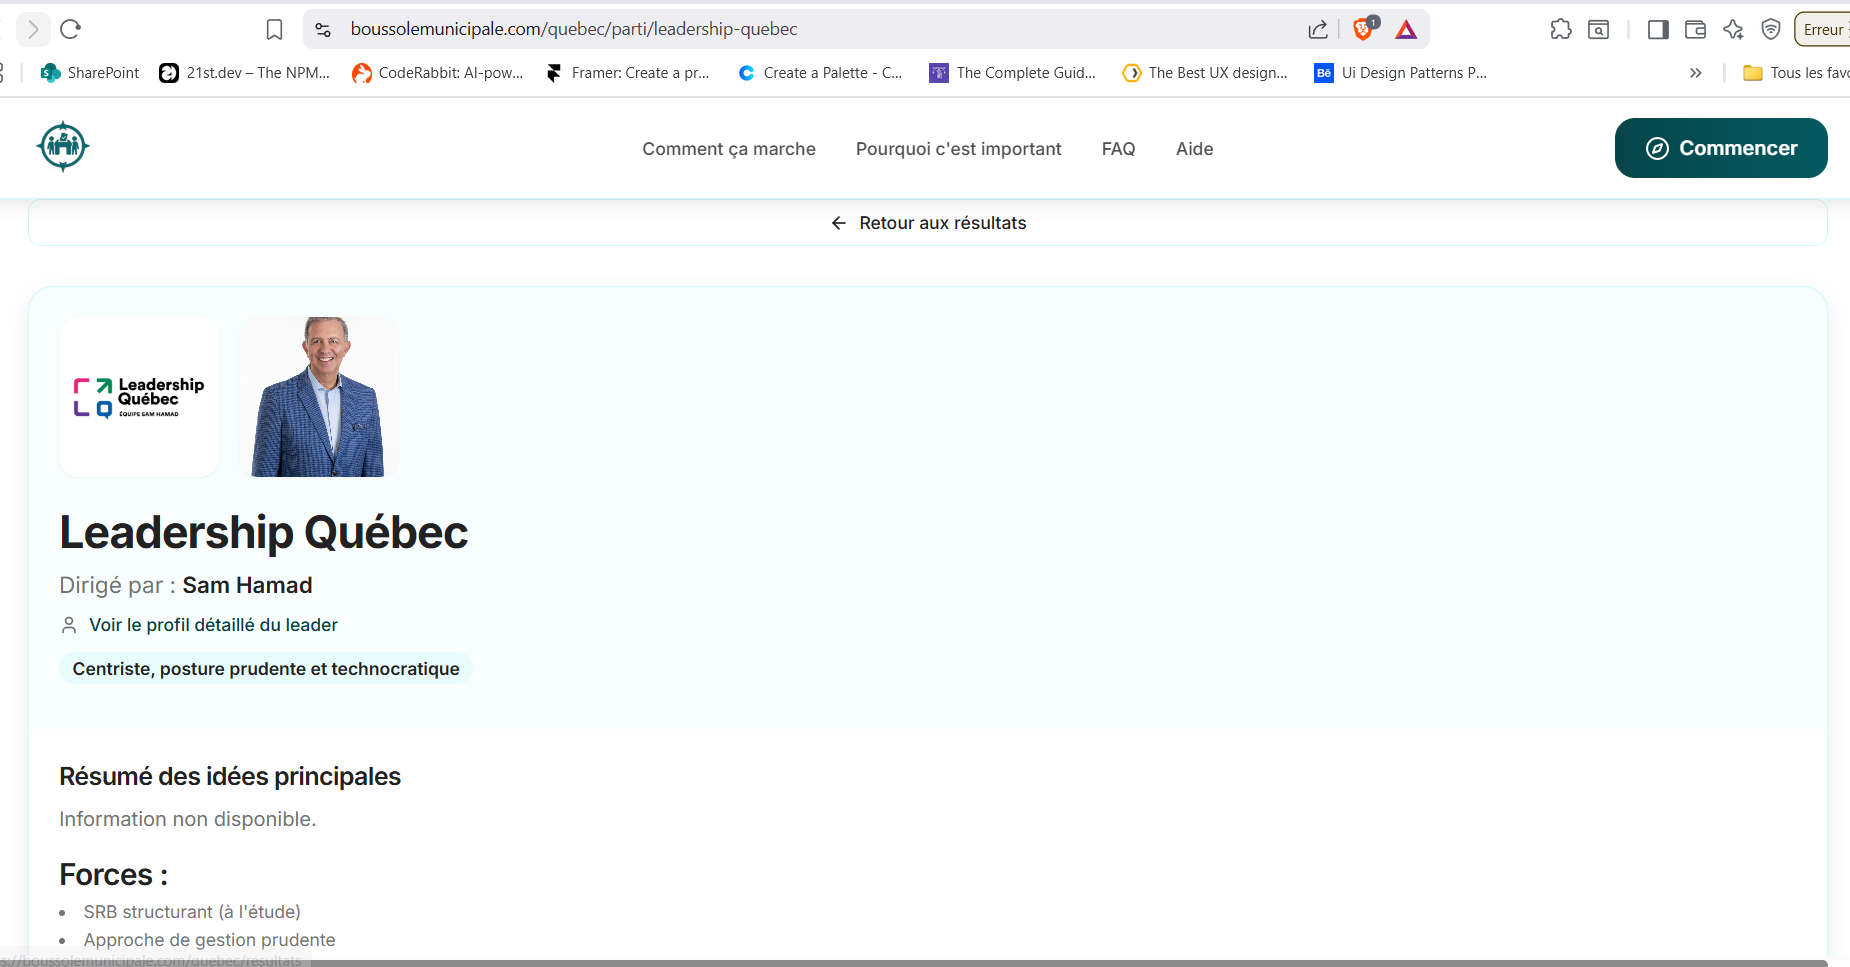 boussolemunicipale.com/quebec/parti/leadership-quebec
1
Erreur
SharePoint
21st.dev – The NPM...
CodeRabbit: AI-pow...
Framer: Create a pr...
Create a Palette - C...
The Complete Guid...
The Best UX design...
Bē
Ui Design Patterns P...
»
Tous les favo
Comment ça marche
Pourquoi c'est important
FAQ
Aide
Commencer
← Retour aux résultats
Leadership
Québec
ÉQUIPE SAM HAMAD
Leadership Québec
Dirigé par : Sam Hamad
Voir le profil détaillé du leader
Centriste, posture prudente et technocratique
Résumé des idées principales
Information non disponible.
Forces :
• SRB structurant (à l'étude)
• Approche de gestion prudente
s://boussolemunicipale.com/quebec/resultats